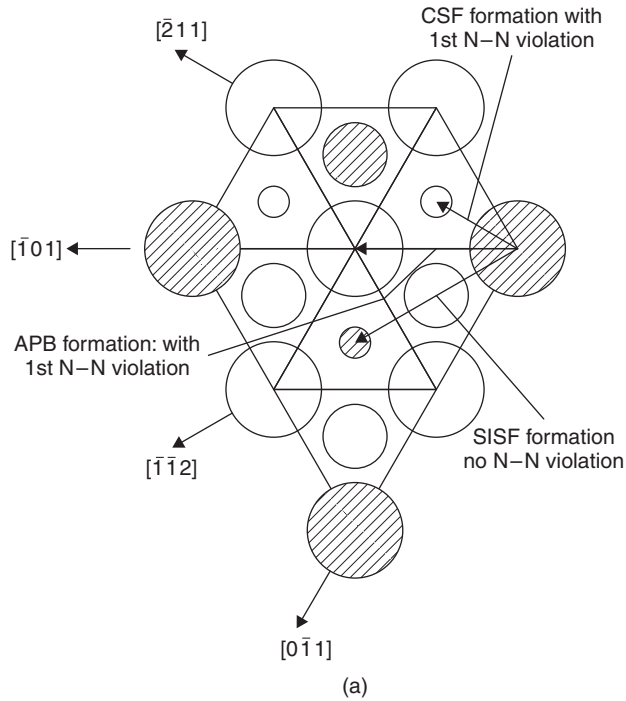 CSF formation with
1st N–N violation
[2̄11]
[1̄01]
APB formation: with
1st N–N violation
SISF formation
no N–N violation
[1̄1̄2]
[01̄1]
(a)